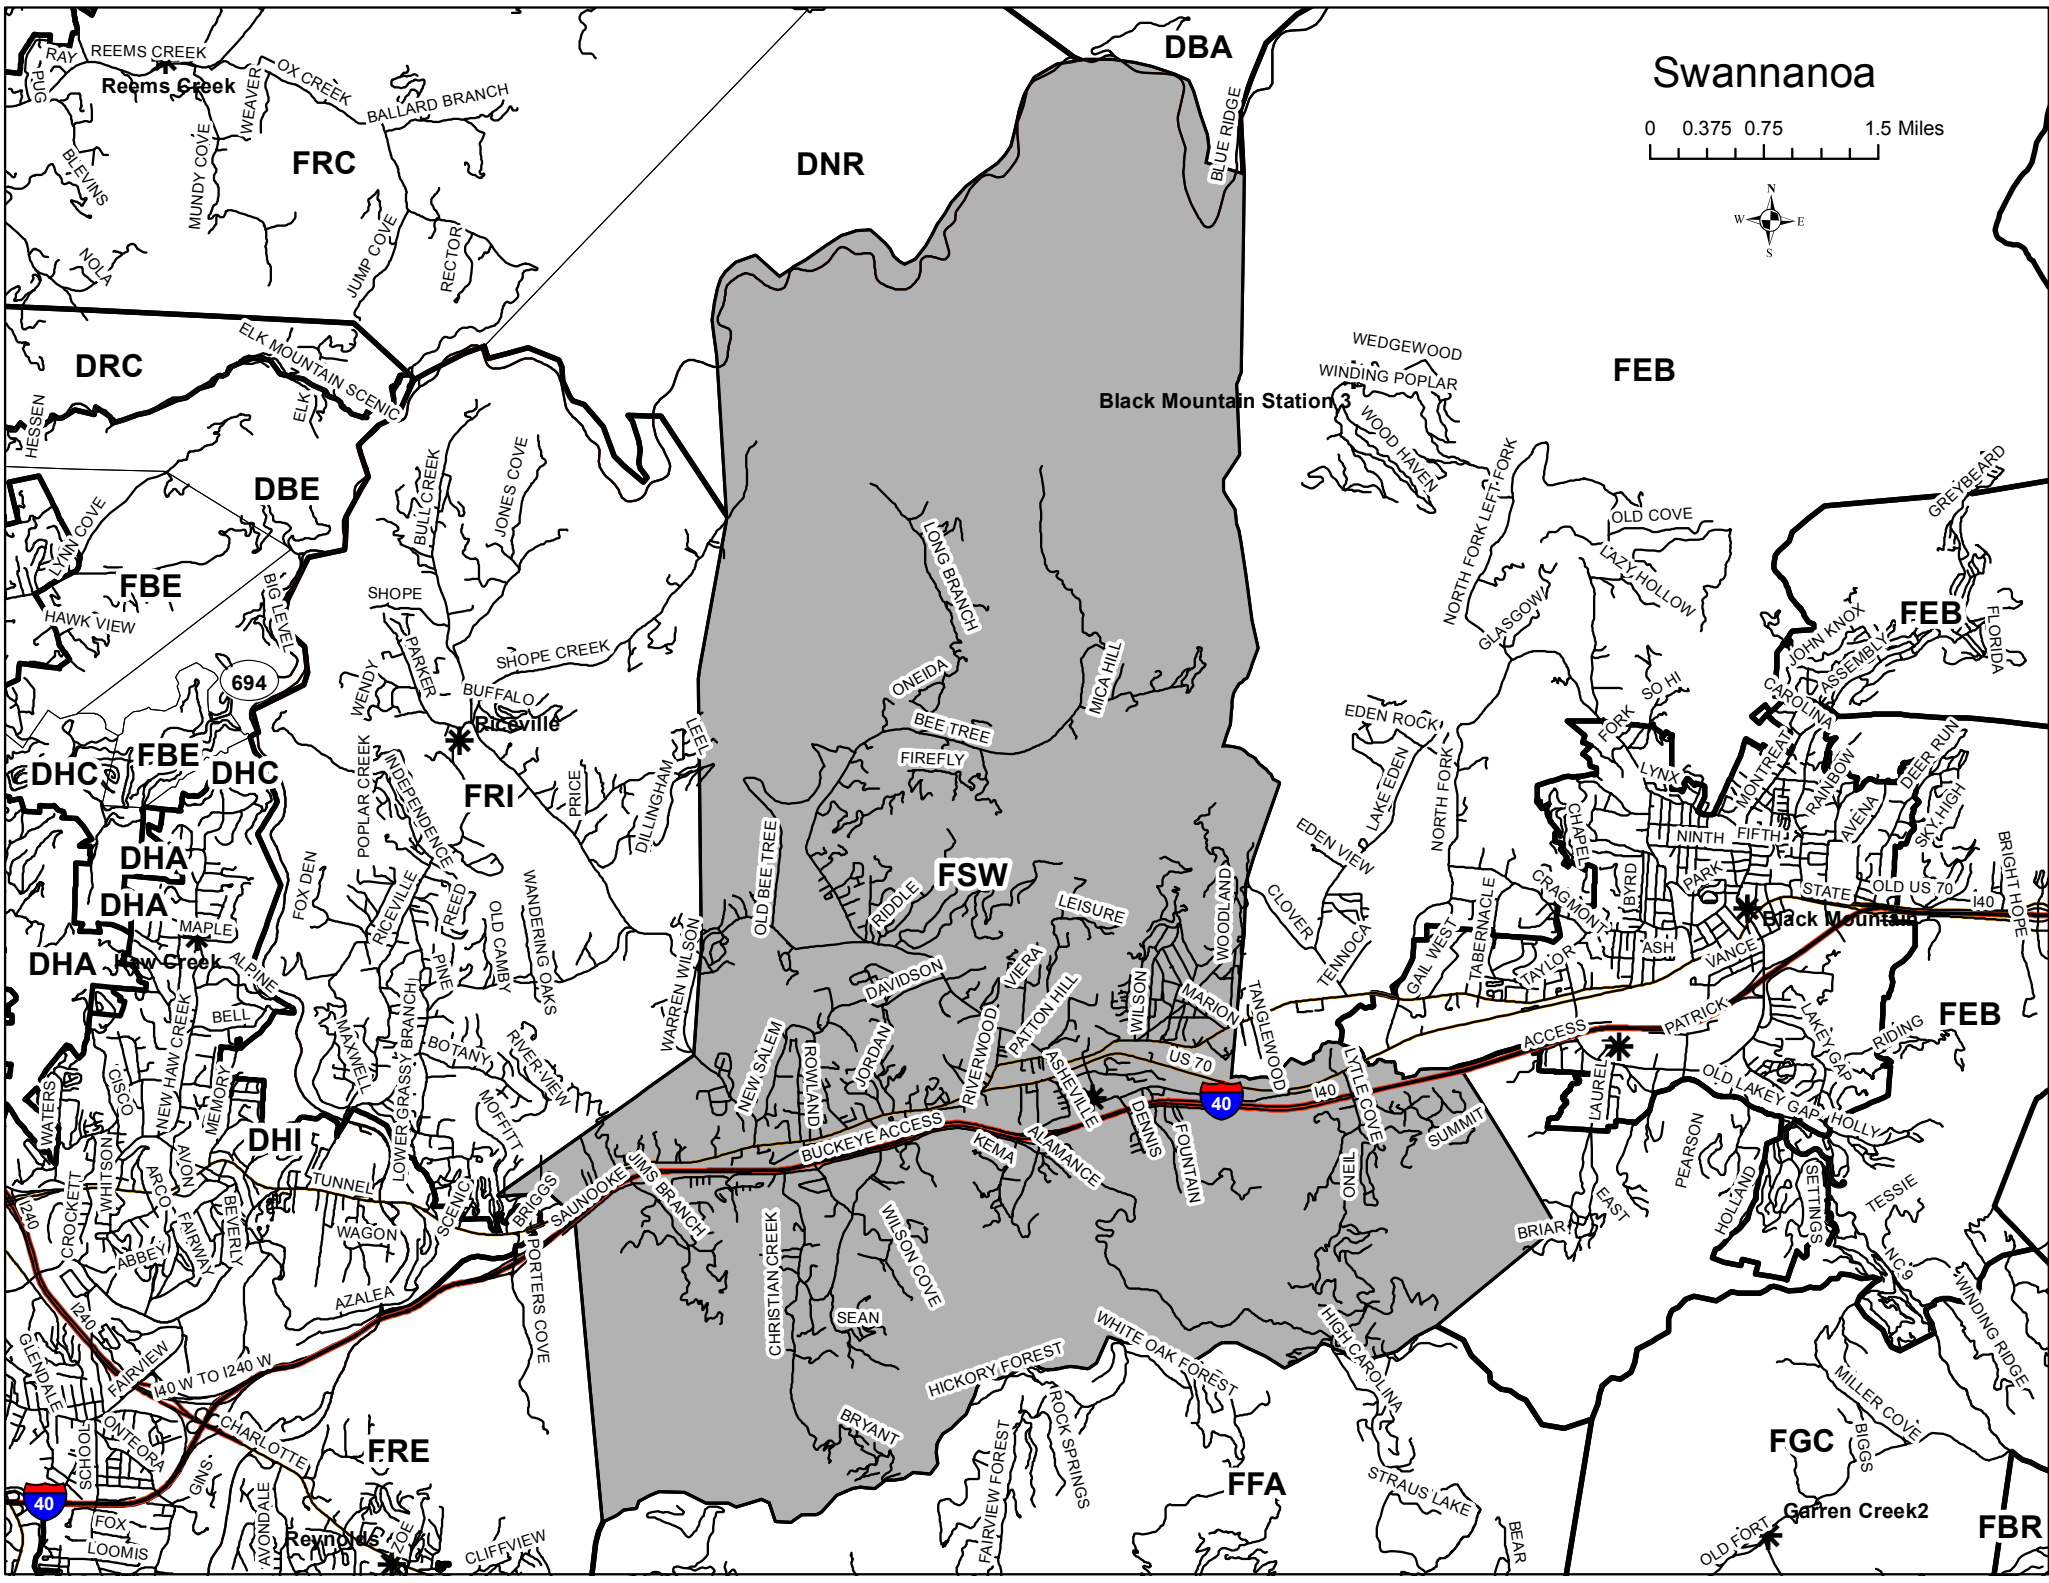 Swannanoa
0 0.375 0.75 1.5 Miles
N
W E
S
DBA
BLUE RIDGE
RAY
REEMS CREEK
Reems Creek
PUG
WEAVER
OX CREEK
BALLARD BRANCH
BLEVINS
MUNDY COVE
FRC
DNR
NOLA
JUMP COVE
RECTOR
DRC
ELK MOUNTAIN SCENIC
ELK
HESSEN
WEDGEWOOD
WINDING POPLAR
Black Mountain Station 3
WOOD HAVEN
FEB
NORTH FORK LEFT FORK
OLD COVE
GREYBEARD
LAZY HOLLOW
GLASGOW
DBE
LYNN COVE
BULL CREEK
JONES COVE
FBE
HAWK VIEW
BIG LEVEL
694
SHOPE
PARKER
WENDY
SHOPE CREEK
BUFFALO
Riceville
LONG BRANCH
ONEIDA
BEE TREE
MICA HILL
FIREFLY
FEB
JOHN KNOX
ASSEMBLY
FLORIDA
CAROLINA
SO HI
FORK
EDEN ROCK
LAKE EDEN
NORTH FORK
EDEN VIEW
LYNX
MONTREAT
RAINBOW
DEER RUN
AVENA
SKY HIGH
CHAPEL
NINTH
FIFTH
BYRD
PARK
STATE
OLD US 70
I40
BRIGHT HOPE
Black Mountain
DHC
FBE
DHC
DHA
DHA
DHA
MAPLE
Haw Creek
ALPINE
FOX DEN
POPLAR CREEK
INDEPENDENCE
FRI
PRICE
DILLINGHAM
LEEL
RICEVILLE
REED
PINE
OLD CAMBY
WANDERING OAKS
WARREN WILSON
OLD BEE TREE
RIDDLE
FSW
LEISURE
WOODLAND
CLOVER
TENNOCA
GAIL WEST
TABERNACLE
CRAGMONT
TAYLOR
ASH
VANCE
BELL
NEW HAW CREEK
CISCO
WATERS
MEMORY
MAXWELL
LOWER GRASSY BRANCH
BOTANY
RIVERVIEW
MOFFITT
DAVIDSON
VIERA
PATTON HILL
WILSON
MARION
TANGLEWOOD
NEW SALEM
ROWLAND
JORDAN
RIVERWOOD
ASHEVILLE
US 70
40
I40
LYTLE COVE
ACCESS
PATRICK
LAKEY GAP
RIDING
FEB
LAUREL
OLD LAKEY GAP
HOLLY
PEARSON
HOLLAND
SETTINGS
TESSIE
NC 9
WINDING RIDGE
DHI
TUNNEL
WHITSON
CROCKETT
ARCO
AVON
FAIRWAY
BEVERLY
ABBEY
WAGON
SCENIC
BRIGGS
SAUNOOKE
JIMS BRANCH
BUCKEYE ACCESS
KEMA
ALAMANCE
DENNIS
FOUNTAIN
ONEIL
SUMMIT
BRIAR
EAST
I240
I240
AZALEA
PORTERS COVE
CHRISTIAN CREEK
WILSON COVE
SEAN
BRYANT
HICKORY FOREST
WHITE OAK FOREST
HIGH CAROLINA
ROCK SPRINGS
FAIRVIEW FOREST
GLENDALE
FAIRVIEW
I40 W TO I240 W
ONTEORA
SCHOOL
CHARLOTTE
GINS
AVONDALE
FRE
40
FOX
LOOMIS
Reynolds
ZOE
CLIFFVIEW
FFA
STRAUS LAKE
BEAR
MILLER COVE
BIGGS
FGC
Garren Creek2
OLD FORT
FBR